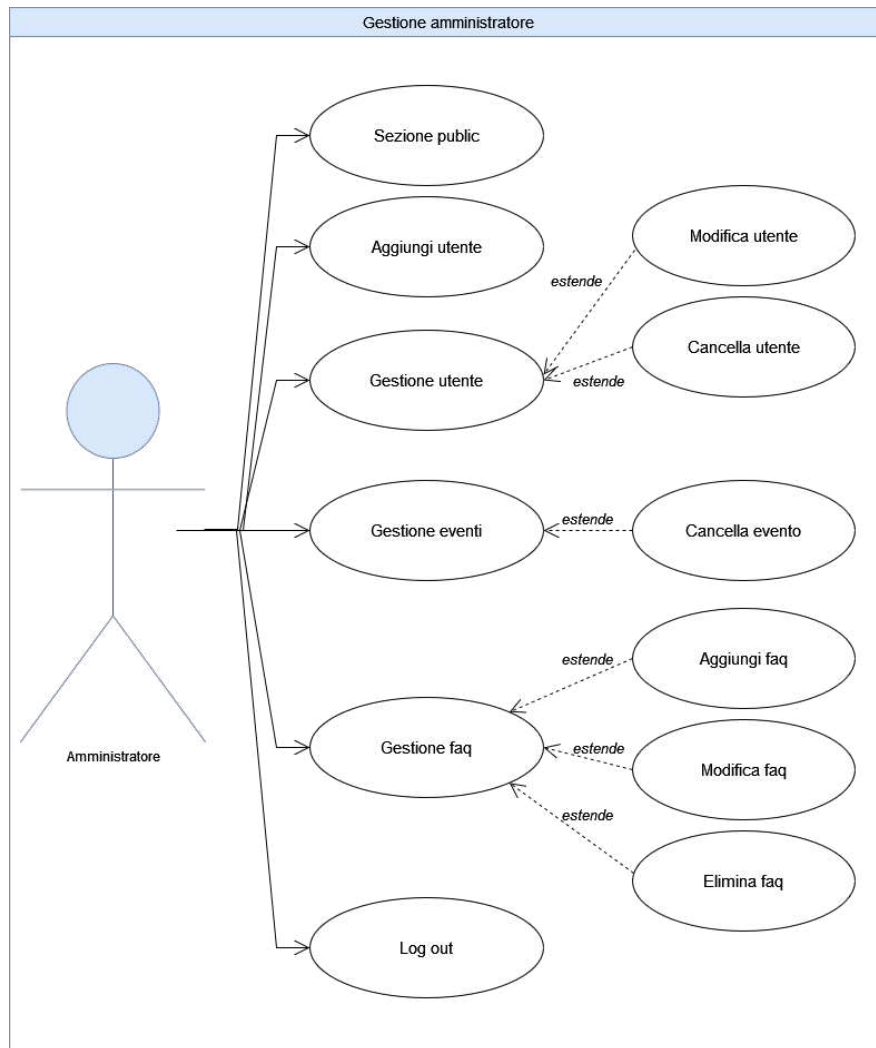 Gestione amministratore
Sezione public
Aggiungi utente
Modifica utente
estende
Gestione utente
Cancella utente
estende
Gestione eventi
estende
Cancella evento
estende
Aggiungi faq
Gestione faq
estende
Modifica faq
Amministratore
estende
Elimina faq
Log out